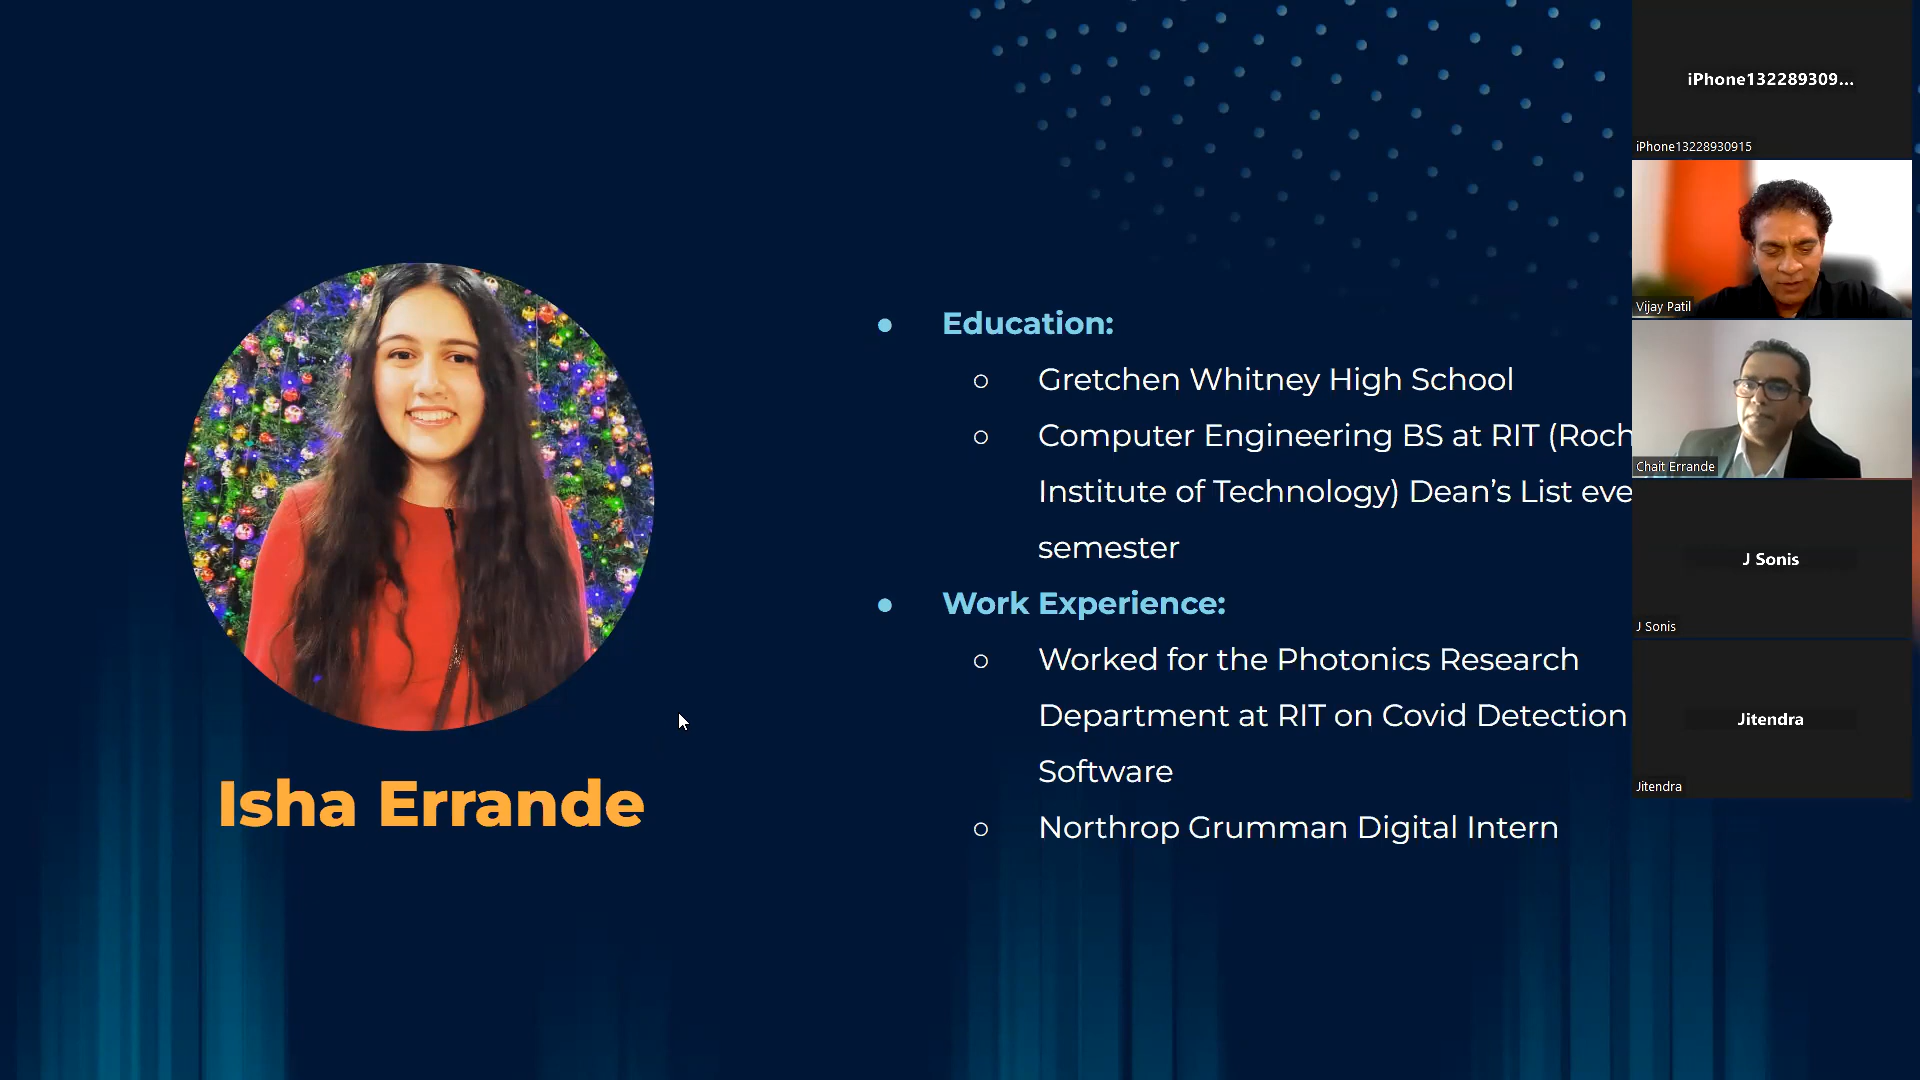 Education:
Gretchen Whitney High School
Computer Engineering BS at RIT (Roch
Institute of Technology) Dean’s List eve
semester
Work Experience:
Worked for the Photonics Research
Department at RIT on Covid Detection
Software
Northrop Grumman Digital Intern
Isha Errande
iPhone132289309...
iPhone13228930915
Vijay Patil
Chait Errande
J Sonis
J Sonis
Jitendra
Jitendra